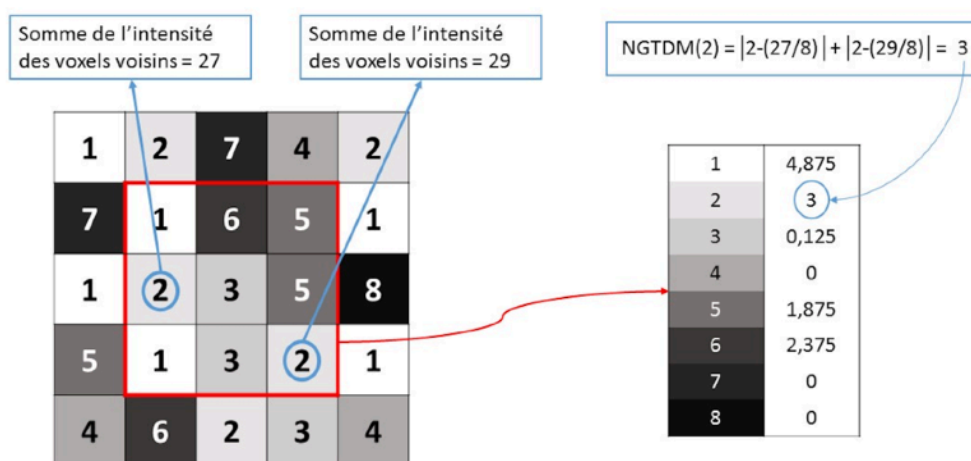 Somme de l'intensité
des voxels voisins = 27
Somme de l'intensité
des voxels voisins = 29
NGTDM(2) = |2-(27/8) | + |2-(29/8)| = 3
1 2 7 4 2
7 1 6 5 1
1 2 3 5 8
5 1 3 2 1
4 6 2 3 4
1 4,875
2 3
3 0,125
4 0
5 1,875
6 2,375
7 0
8 0